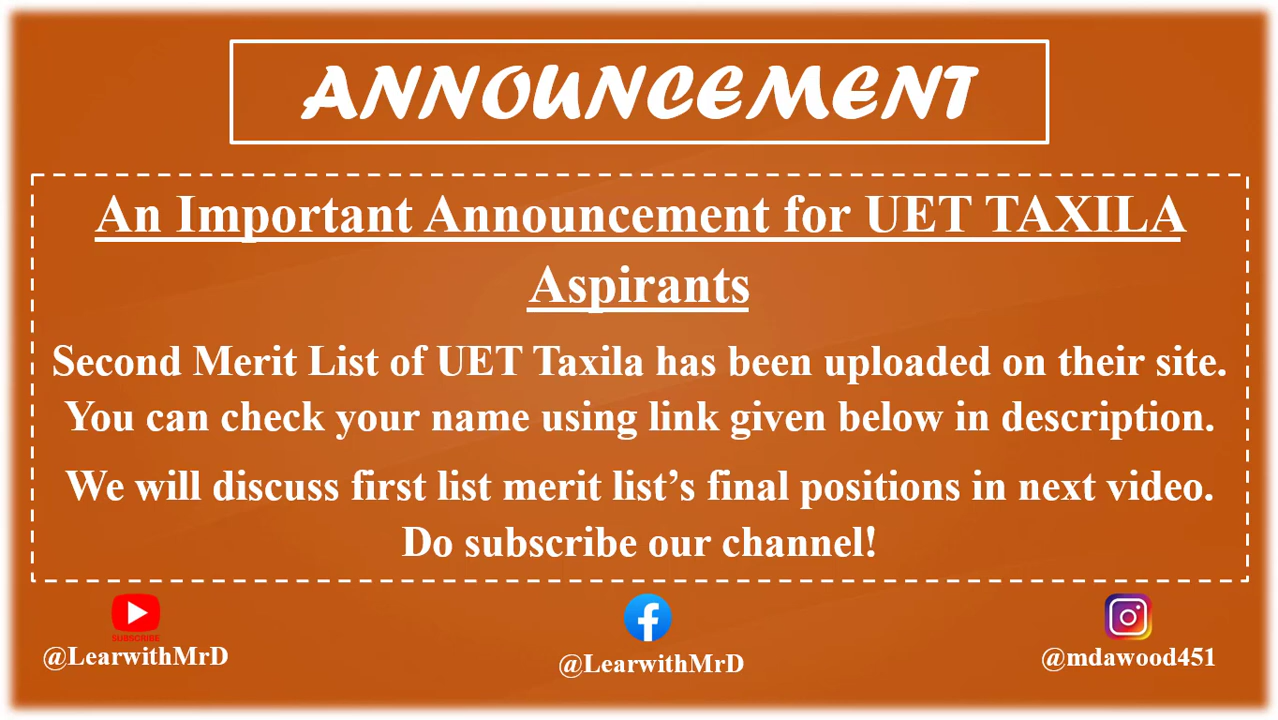 ANNOUNCEMENT
An Important Announcement for UET TAXILA
Aspirants
Second Merit List of UET Taxila has been uploaded on their site.
You can check your name using link given below in description.
We will discuss first list merit list’s final positions in next video.
Do subscribe our channel!
SUBSCRIBE
@LearwithMrD
@LearwithMrD
@mdawood451